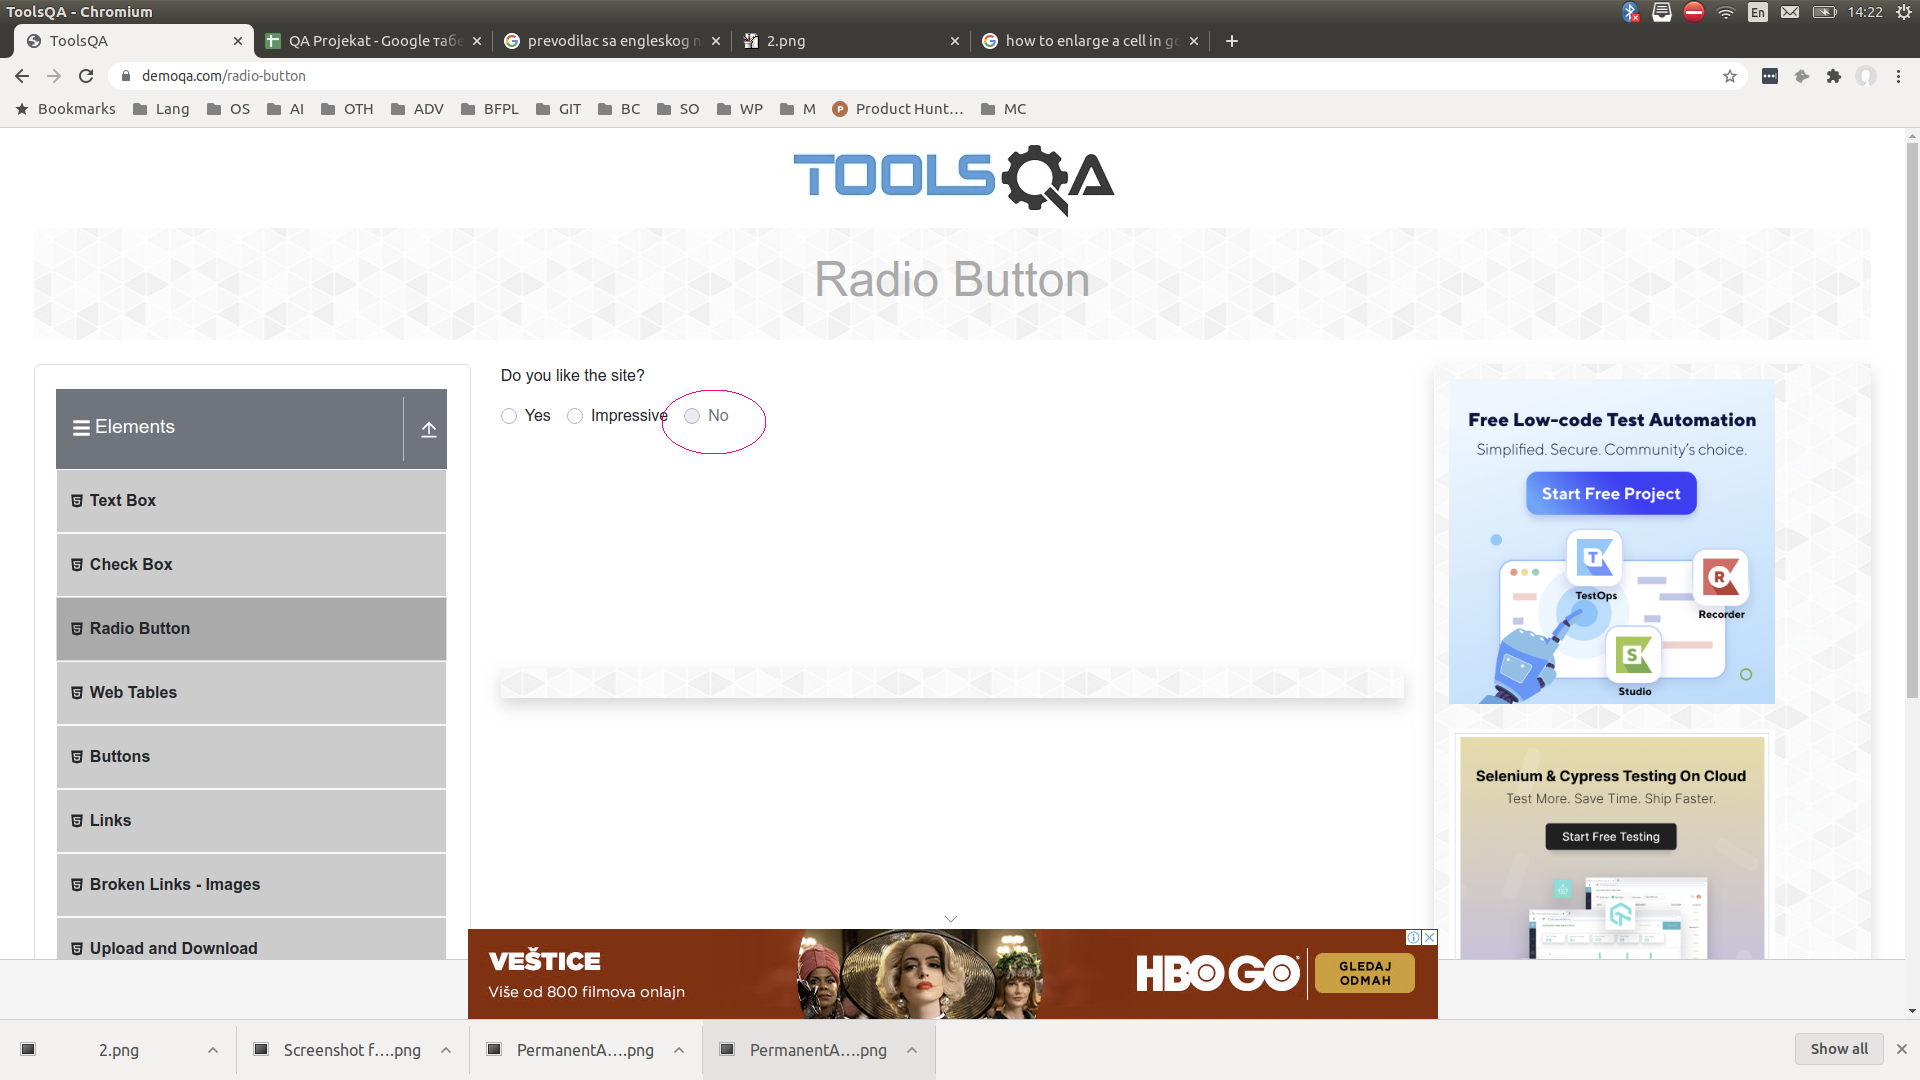 ToolsQA - Chromium
En 14:22
ToolsQA
QA Projekat - Google табе
prevodilac sa engleskog n
2.png
how to enlarge a cell in go
demoqa.com/radio-button
Bookmarks Lang OS AI OTH ADV BFPL GIT BC SO WP M P Product Hunt… MC
TOOLSQA
Radio Button
Elements
Text Box
Check Box
Radio Button
Web Tables
Buttons
Links
Broken Links - Images
Upload and Download
Do you like the site?
Yes Impressive No
Free Low-code Test Automation
Simplified. Secure. Community's choice.
Start Free Project
T
TestOps
R
Recorder
S
Studio
Selenium & Cypress Testing On Cloud
Test More. Save Time. Ship Faster.
Start Free Testing
VEŠTICE
Više od 800 filmova onlajn
HBO GO
GLEDAJ
ODMAH
2.png
Screenshot f….png
PermanentA….png
PermanentA….png
Show all